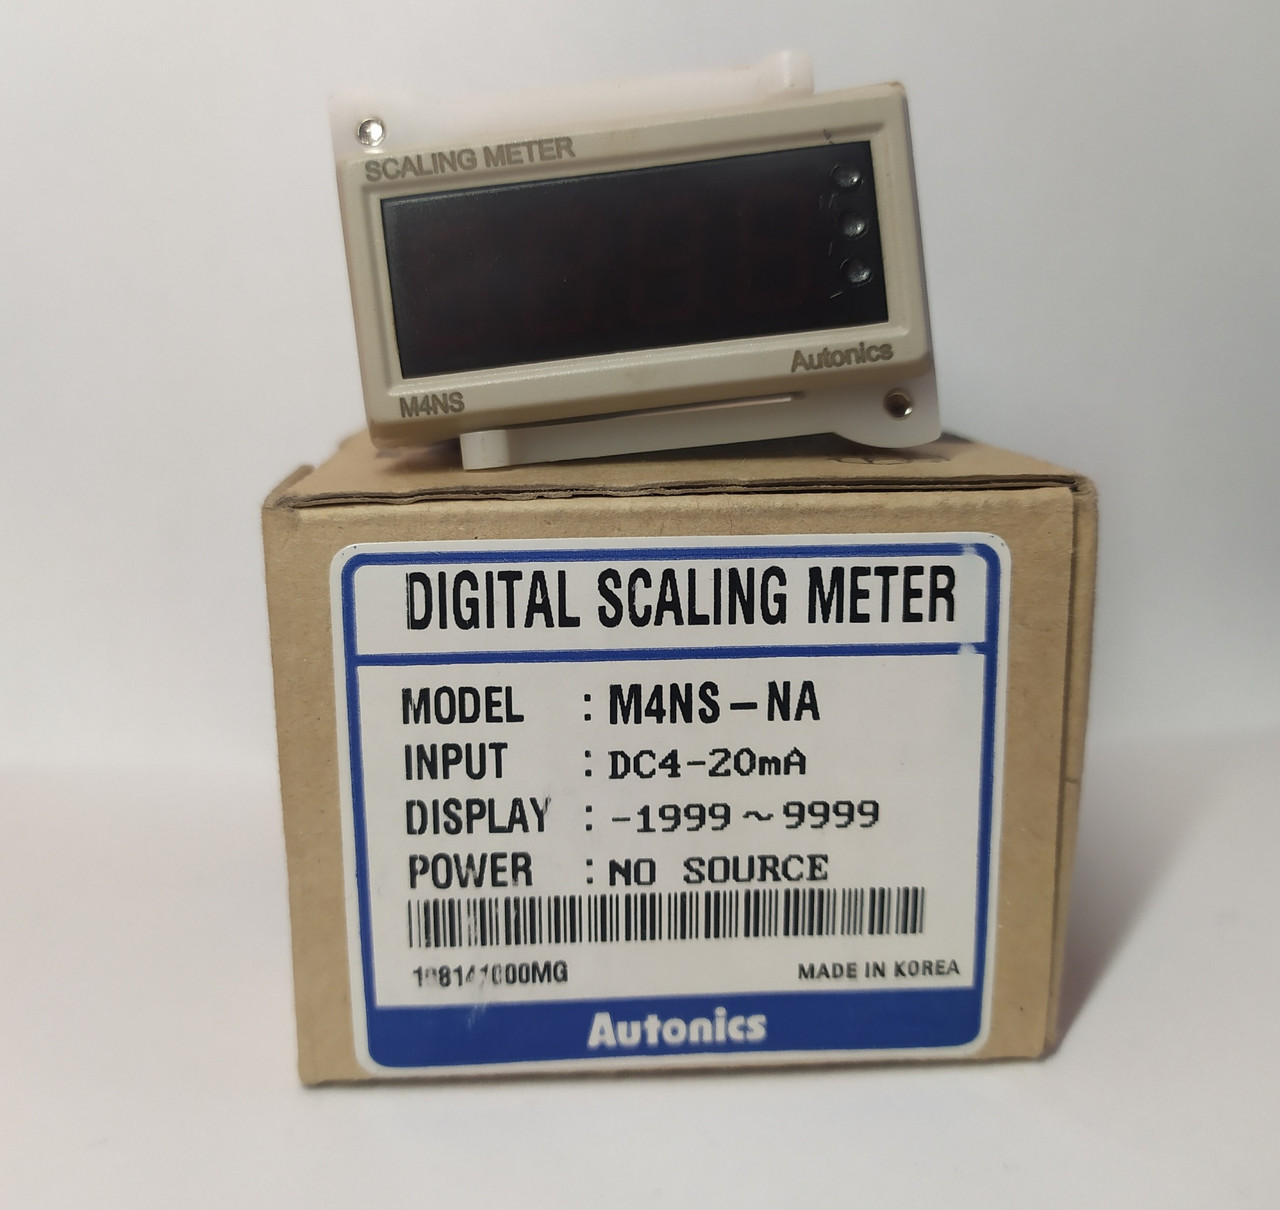 SCALING METER
Autonics
M4NS
DIGITAL SCALING METER
MODEL : M4NS-NA
INPUT : DC4-20mA
DISPLAY : -1999~9999
POWER : NO SOURCE
MADE IN KOREA
Autonics